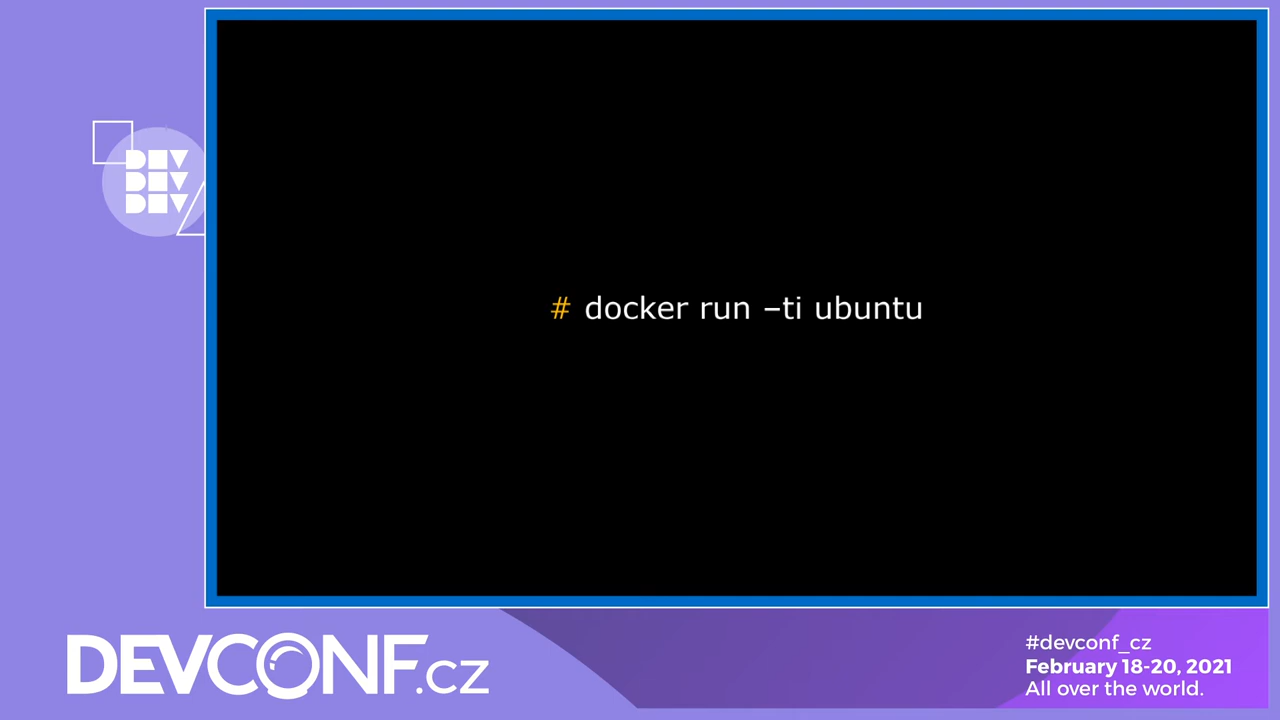 DEV
DEV
DEV
# docker run –ti ubuntu
DEVCONF.CZ
#devconf_cz
February 18-20, 2021
All over the world.